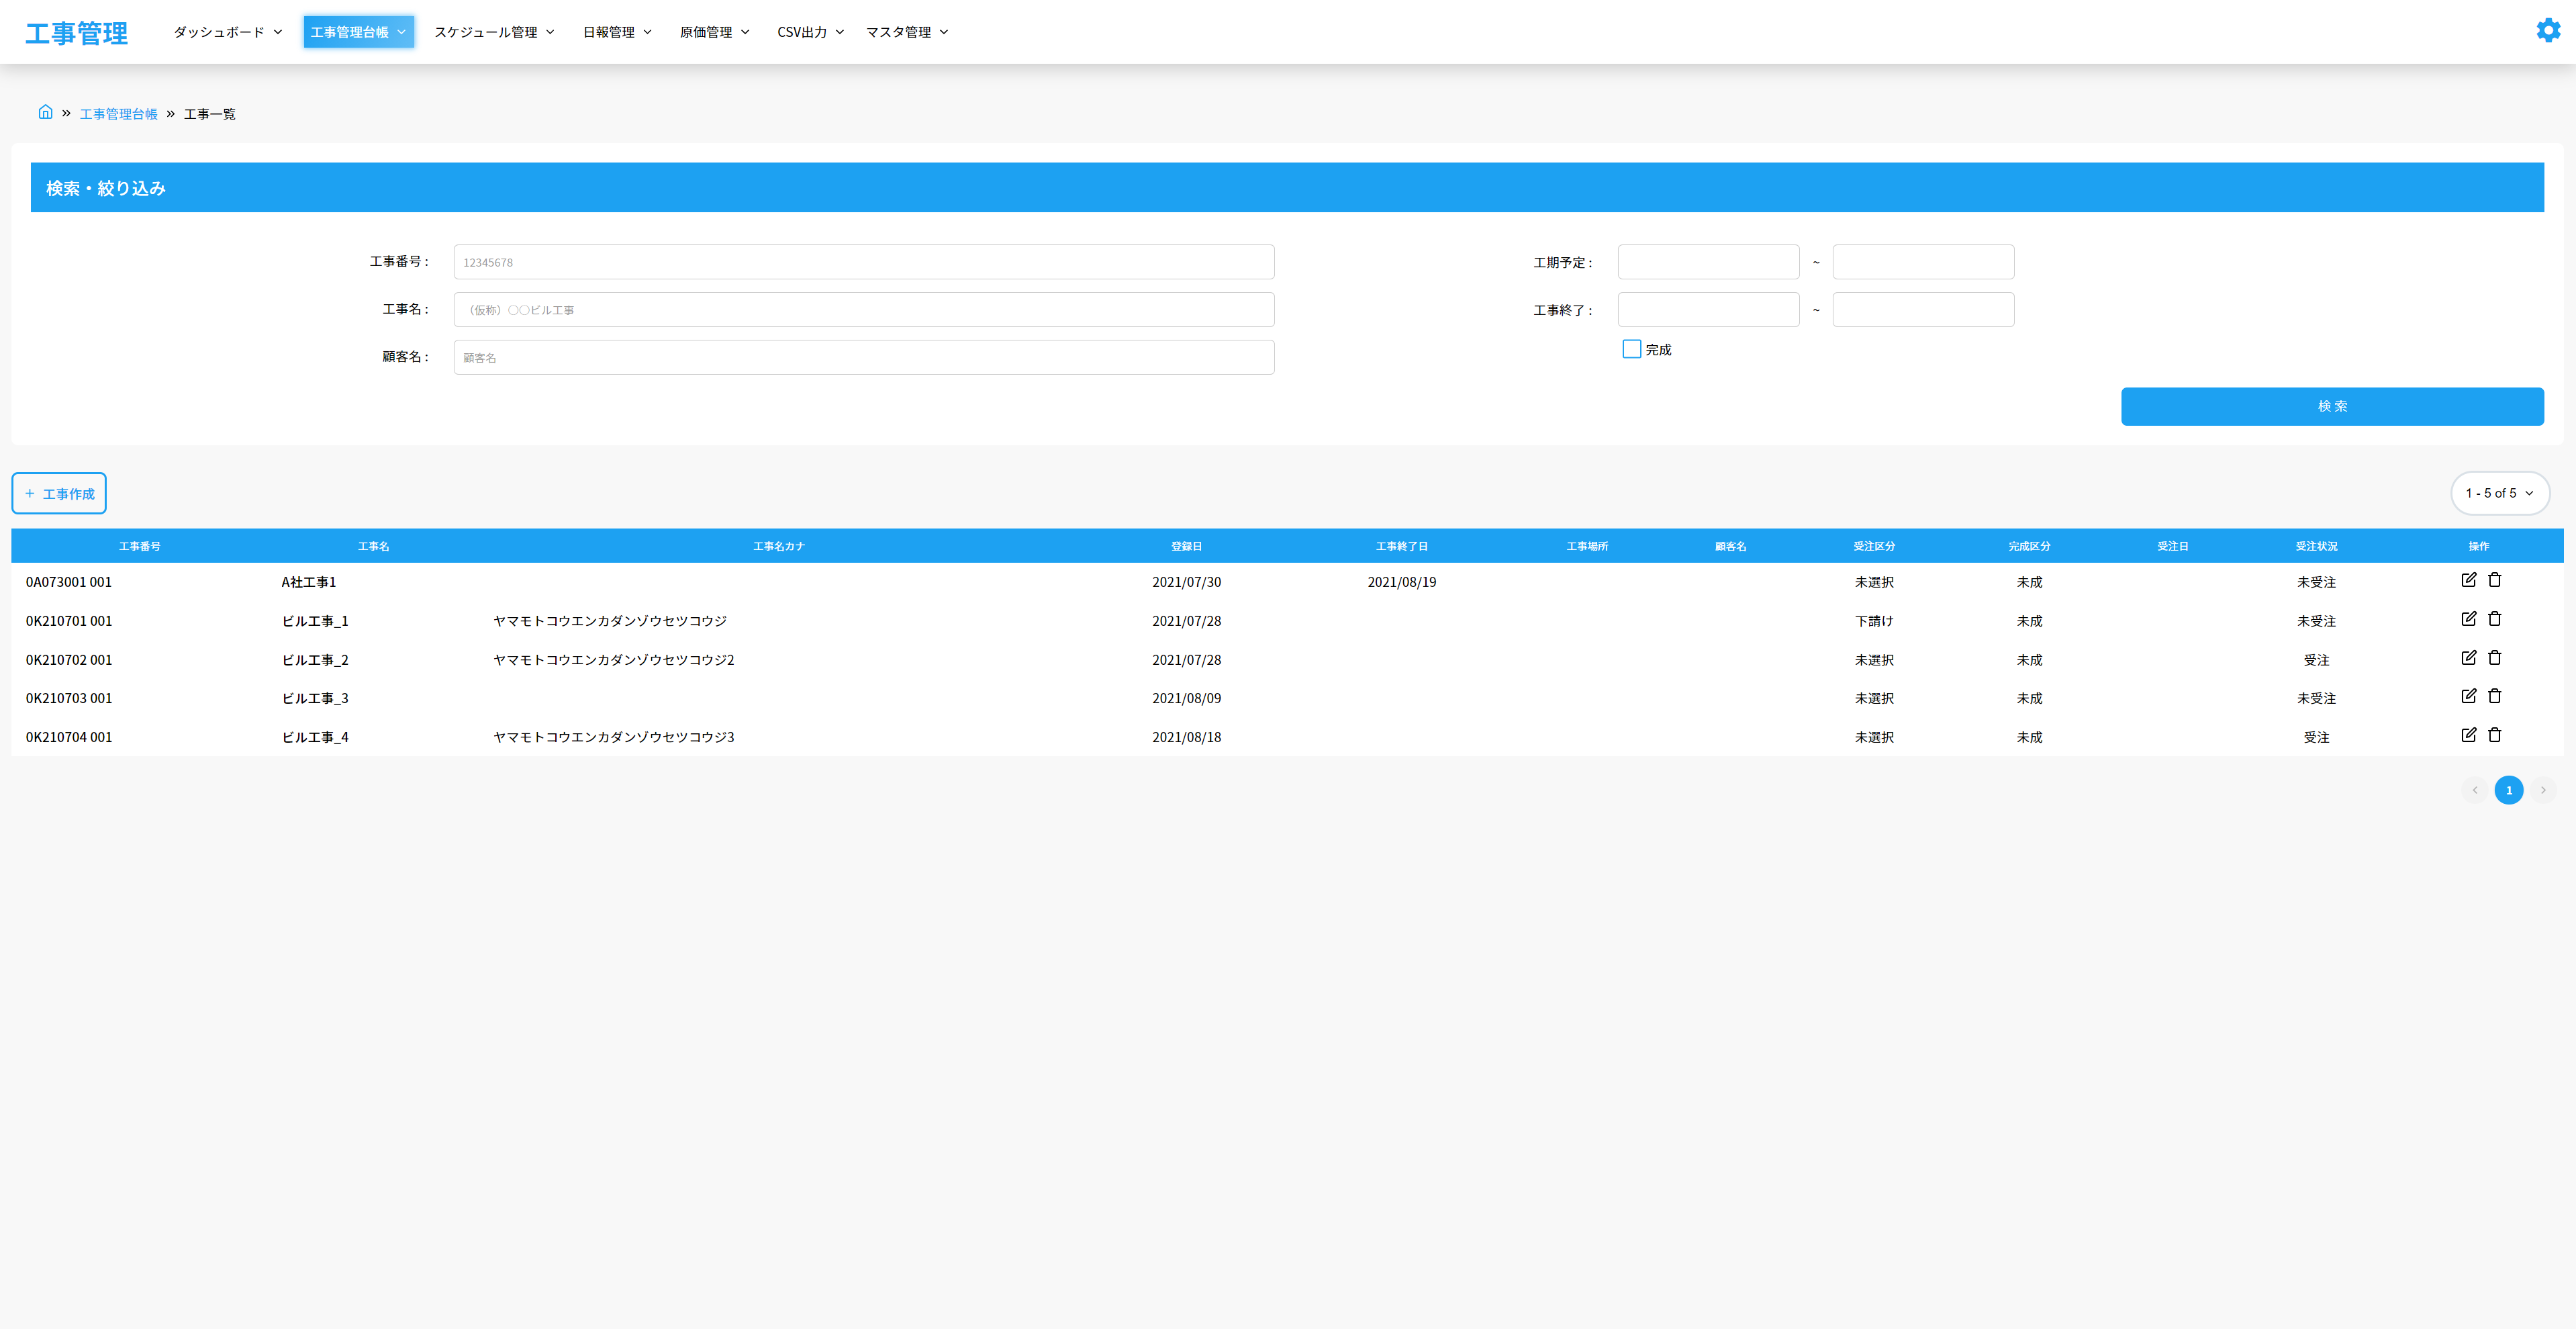 工事管理 ダッシュボード 工事管理台帳 スケジュール管理 日報管理 原価管理 CSV出力 マスタ管理
» 工事管理台帳 » 工事一覧
検索・絞り込み
工事番号 : 12345678 工期予定 : ~
工事名 : （仮称）〇〇ビル工事 工事終了 : ~
顧客名 : 顧客名 完成
検 索
+ 工事作成 1 - 5 of 5
工事番号 工事名 工事名カナ 登録日 工事終了日 工事場所 顧客名 受注区分 完成区分 受注日 受注状況 操作
0A073001 001 A社工事1 2021/07/30 2021/08/19 未選択 未成 未受注
0K210701 001 ビル工事_1 ヤマモトコウエンカダンゾウセツコウジ 2021/07/28 下請け 未成 未受注
0K210702 001 ビル工事_2 ヤマモトコウエンカダンゾウセツコウジ2 2021/07/28 未選択 未成 受注
0K210703 001 ビル工事_3 2021/08/09 未選択 未成 未受注
0K210704 001 ビル工事_4 ヤマモトコウエンカダンゾウセツコウジ3 2021/08/18 未選択 未成 受注
1